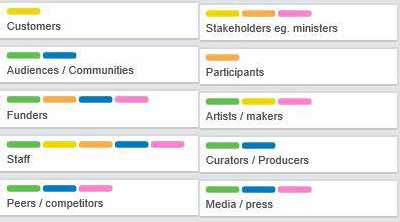 Customers
Stakeholders eg. ministers
Audiences / Communities
Participants
Funders
Artists / makers
Staff
Curators / Producers
Peers / competitors
Media / press